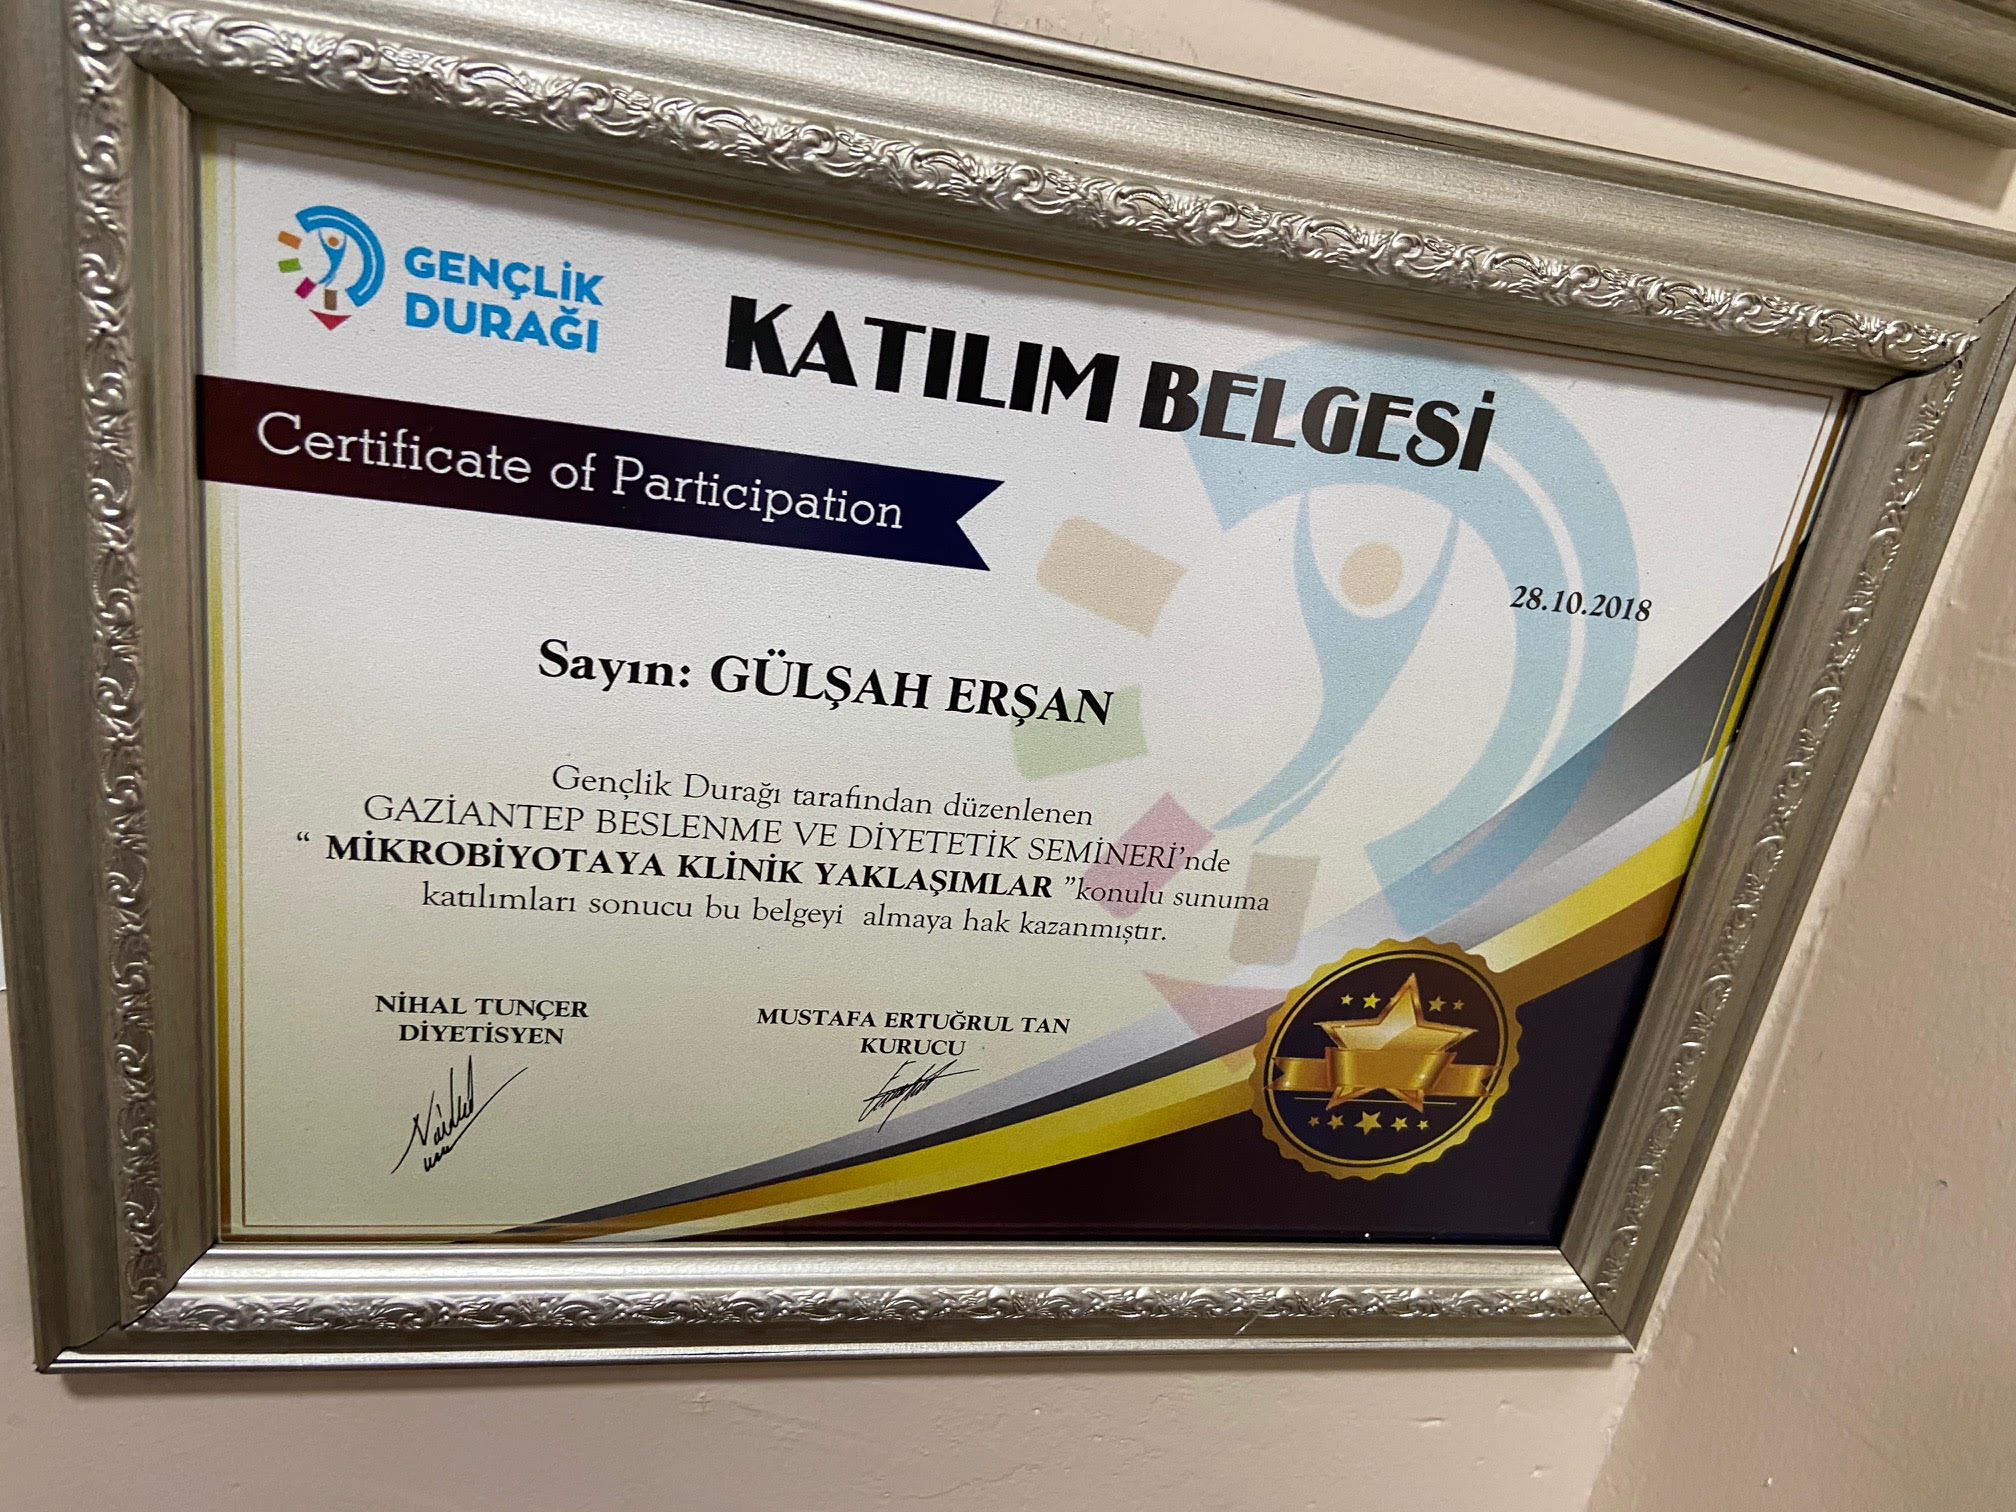 GENÇLİK
DURAĞI
KATILIM BELGESİ
Certificate of Participation
28.10.2018
Sayın: GÜLŞAH ERŞAN
Gençlik Durağı tarafından düzenlenen
GAZİANTEP BESLENME VE DİYETETİK SEMİNERİ'nde
“ MİKROBİYOTAYA KLİNİK YAKLAŞIMLAR ”konulu sunuma
katılımları sonucu bu belgeyi almaya hak kazanmıştır.
NİHAL TUNÇER
DİYETİSYEN
MUSTAFA ERTUĞRUL TAN
KURUCU